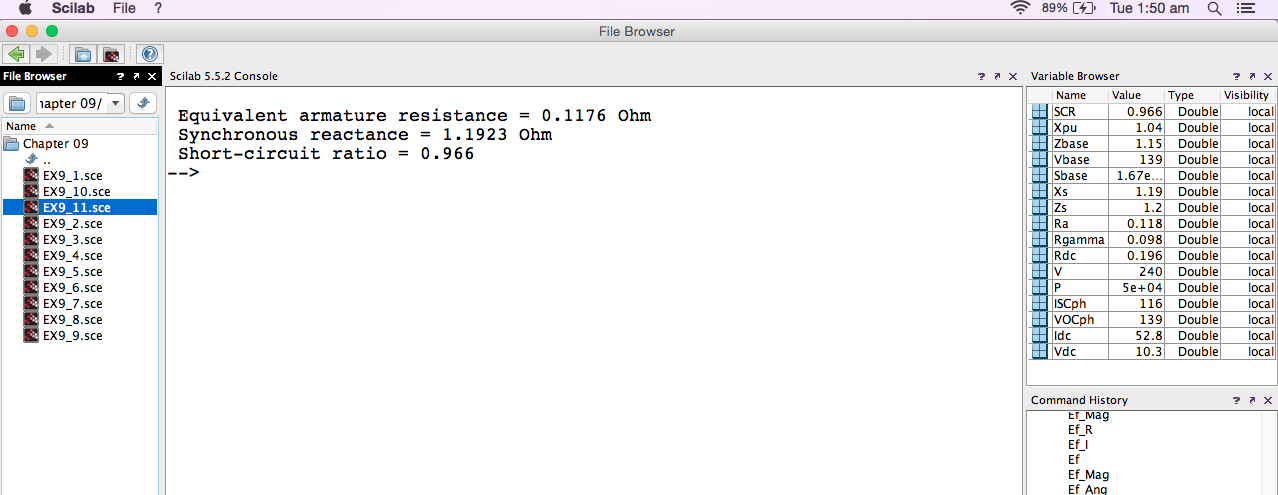 Scilab File ? 89% Tue 1:50 am
File Browser
File Browser ? ↗ ✕
Scilab 5.5.2 Console ? ↗ ✕
Variable Browser ? ↗ ✕
hapter 09/
Name
Chapter 09
..
EX9_1.sce
EX9_10.sce
EX9_11.sce
EX9_2.sce
EX9_3.sce
EX9_4.sce
EX9_5.sce
EX9_6.sce
EX9_7.sce
EX9_8.sce
EX9_9.sce
Equivalent armature resistance = 0.1176 Ohm
Synchronous reactance = 1.1923 Ohm
Short-circuit ratio = 0.966
-->
Name Value Type Visibility
SCR 0.966 Double local
Xpu 1.04 Double local
Zbase 1.15 Double local
Vbase 139 Double local
Sbase 1.67e... Double local
Xs 1.19 Double local
Zs 1.2 Double local
Ra 0.118 Double local
Rgamma 0.098 Double local
Rdc 0.196 Double local
V 240 Double local
P 5e+04 Double local
ISCph 116 Double local
VOCph 139 Double local
Idc 52.8 Double local
Vdc 10.3 Double local
Command History ? ↗ ✕
Ef_Mag
Ef_R
Ef_I
Ef
Ef_Mag
Ef_Ang